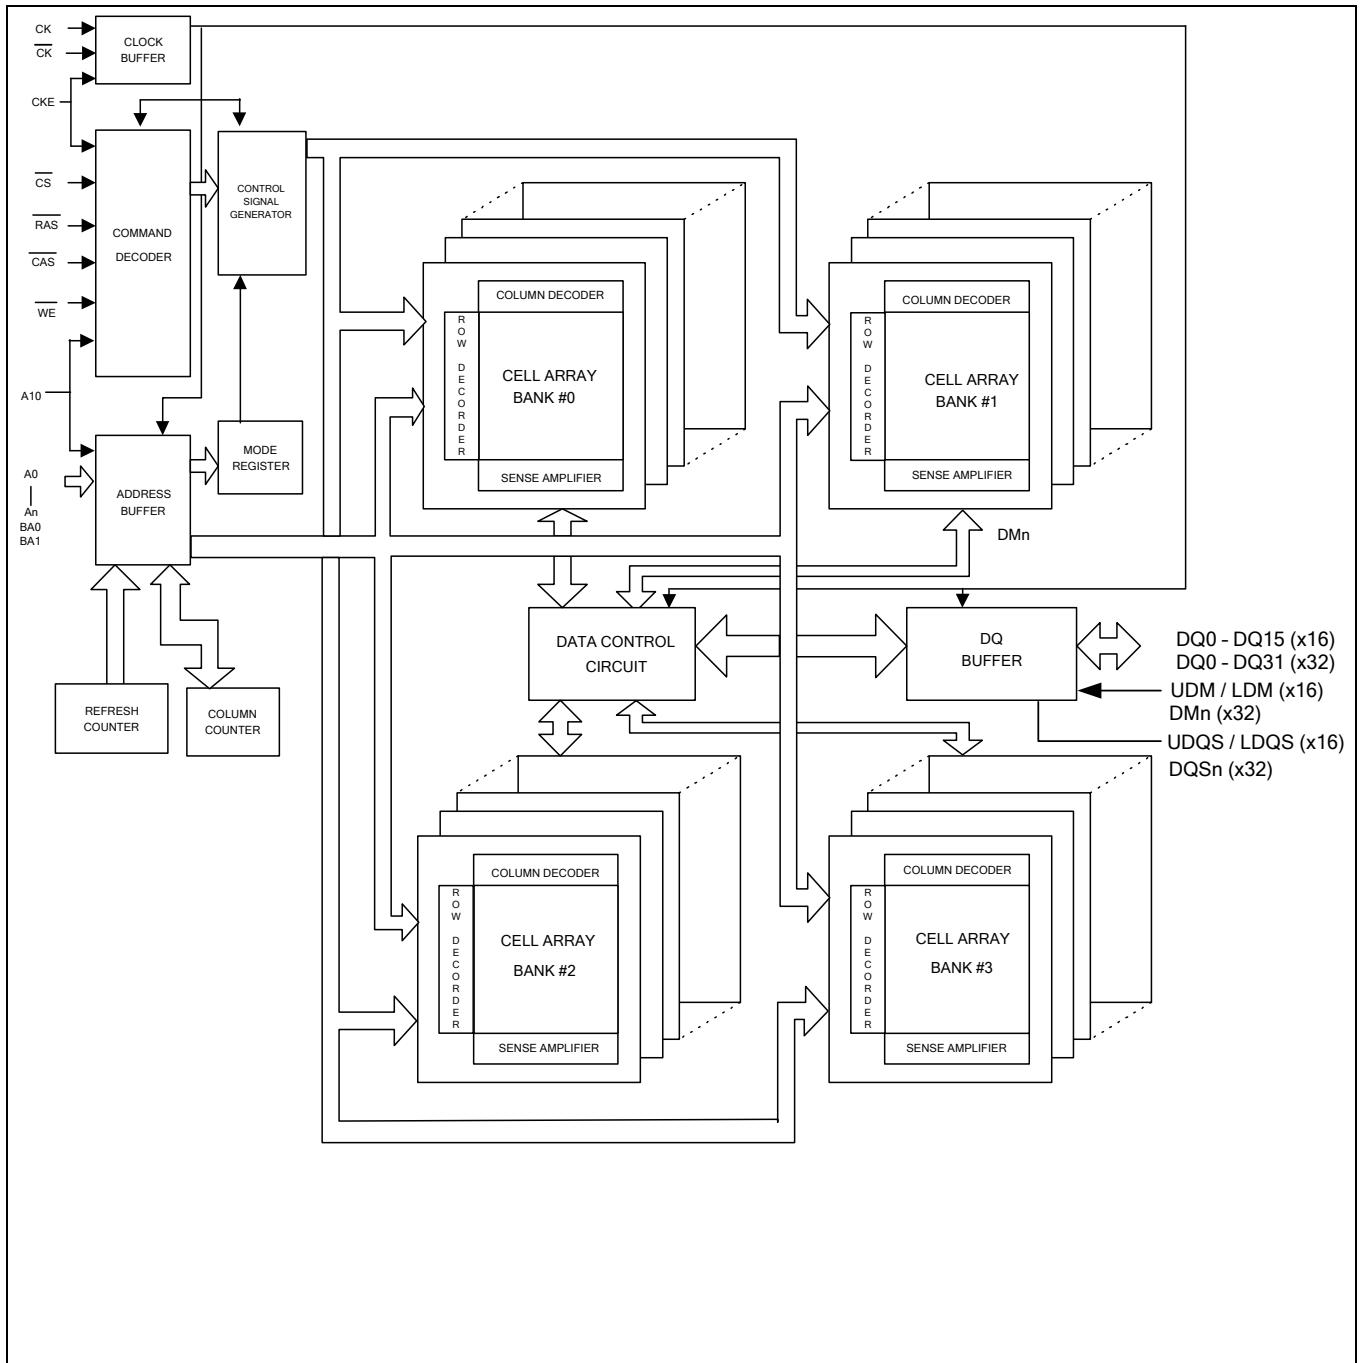 CK
CK
CKE
CS
RAS
CAS
WE
A10
A0
An
BA0
BA1
CLOCK
BUFFER
COMMAND
DECODER
CONTROL
SIGNAL
GENERATOR
ADDRESS
BUFFER
MODE
REGISTER
REFRESH
COUNTER
COLUMN
COUNTER
COLUMN DECODER
ROW DECORDER
CELL ARRAY
BANK #0
SENSE AMPLIFIER
COLUMN DECODER
ROW DECORDER
CELL ARRAY
BANK #1
SENSE AMPLIFIER
DMn
DATA CONTROL
CIRCUIT
DQ
BUFFER
DQ0 - DQ15 (x16)
DQ0 - DQ31 (x32)
UDM / LDM (x16)
DMn (x32)
UDQS / LDQS (x16)
DQSn (x32)
COLUMN DECODER
ROW DECORDER
CELL ARRAY
BANK #2
SENSE AMPLIFIER
COLUMN DECODER
ROW DECORDER
CELL ARRAY
BANK #3
SENSE AMPLIFIER